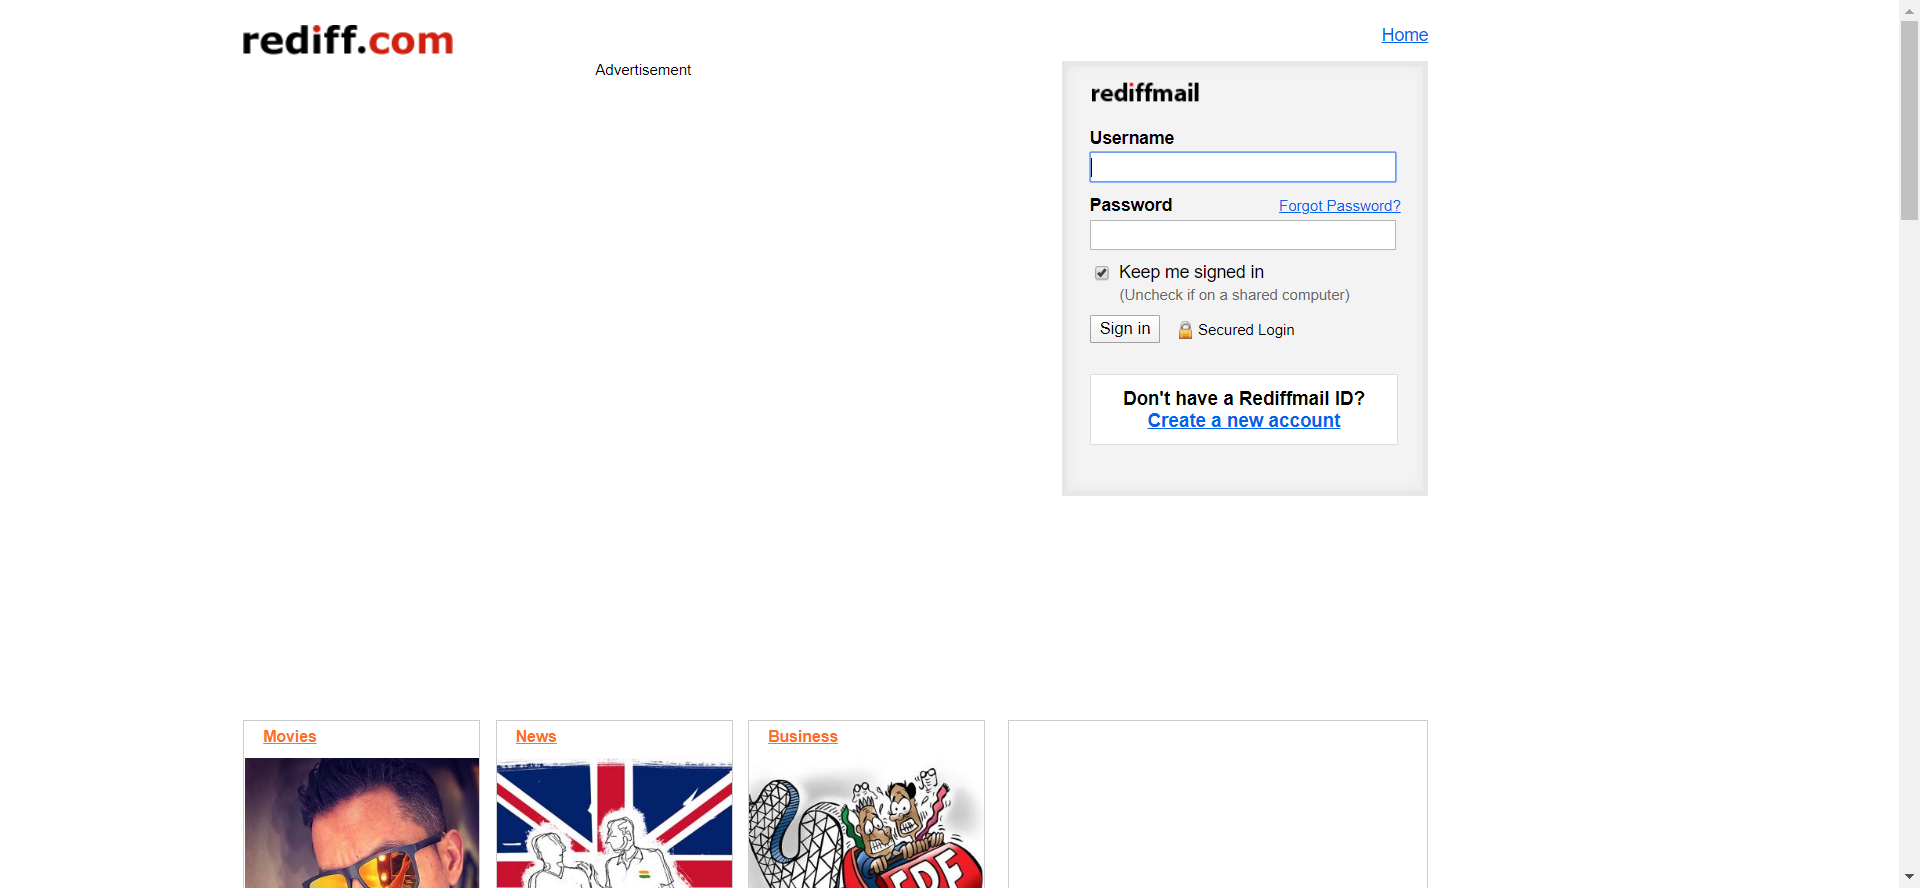 rediff.com
Home
Advertisement
rediffmail
Username
Password
Forgot Password?
Keep me signed in
(Uncheck if on a shared computer)
Sign in
Secured Login
Don't have a Rediffmail ID?
Create a new account
Movies
News
Business
EPF